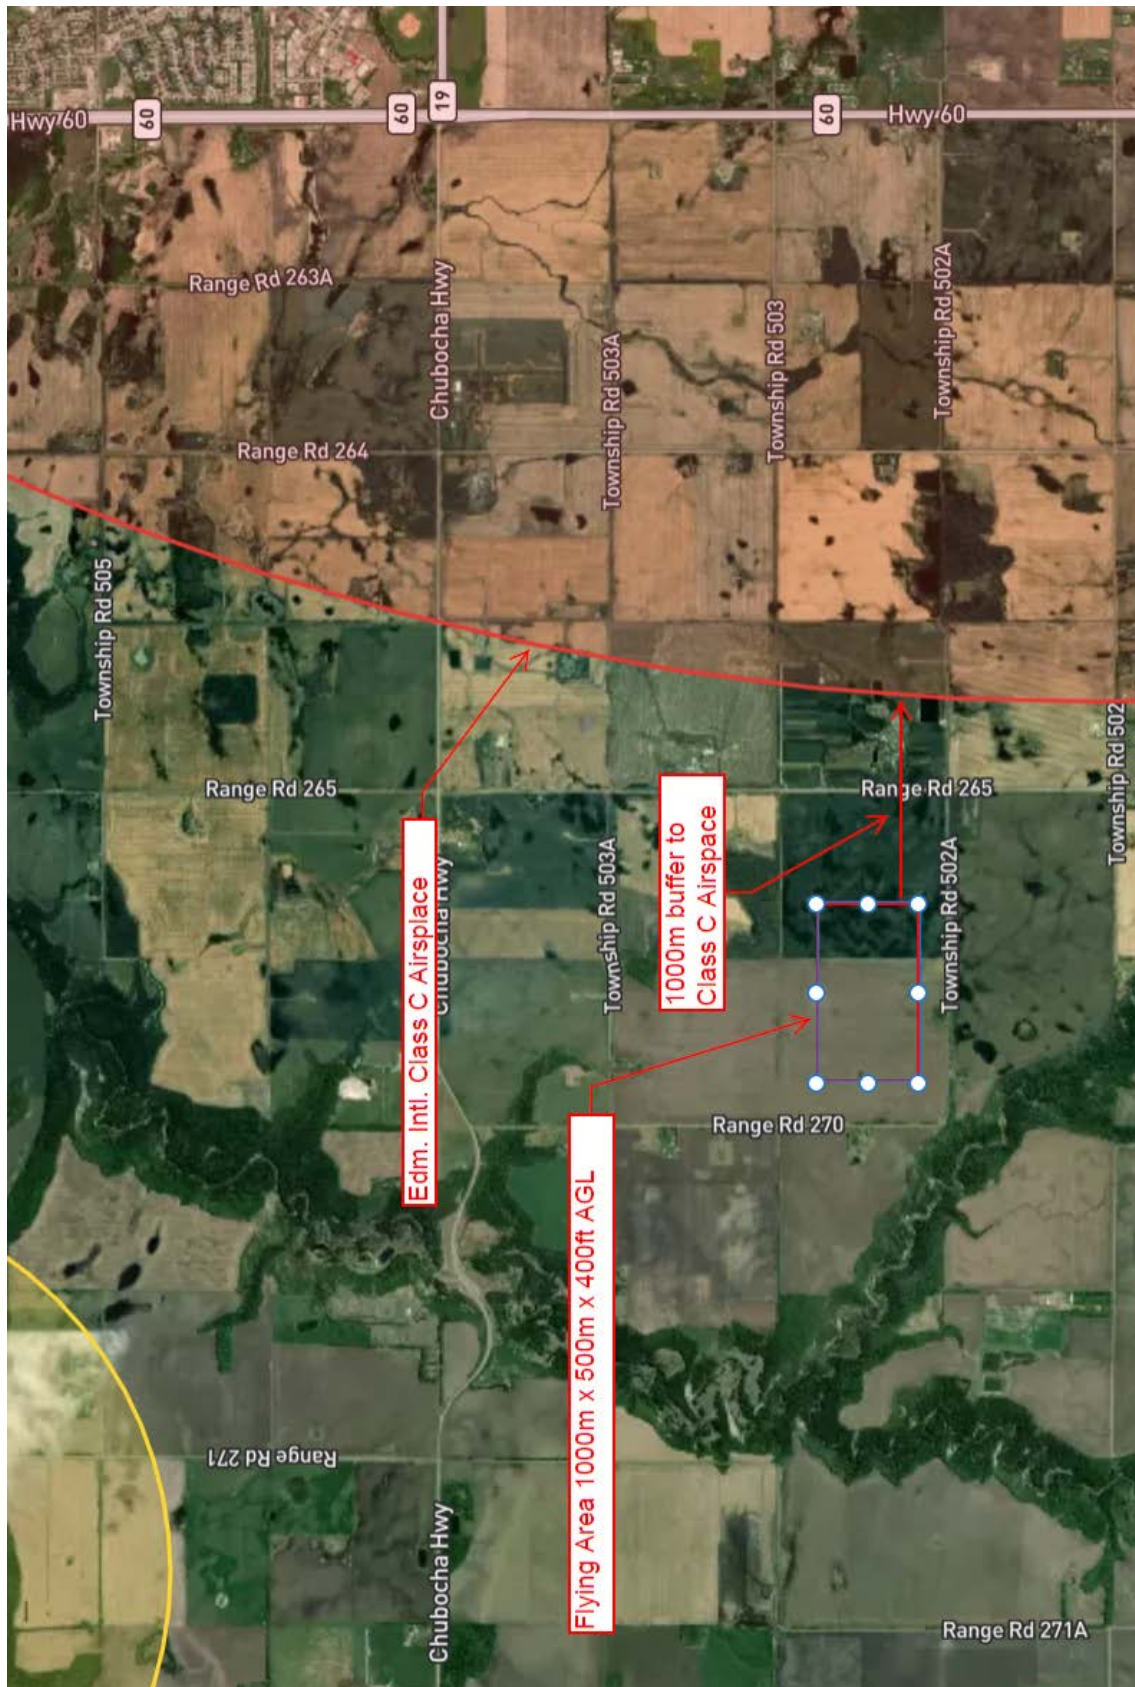 Hwy 60
60
60
19
60
Hwy 60
Range Rd 263A
Chubocha Hwy
Township Rd 503A
Township Rd 503
Township Rd 502A
Range Rd 264
Township Rd 505
Range Rd 265
Range Rd 265
Township Rd 502
Edm. Intl. Class C Airsplace
Chubocha Hwy
Township Rd 503A
1000m buffer to
Class C Airspace
Township Rd 502A
Range Rd 270
Flying Area 1000m x 500m x 400ft AGL
Range Rd 271
Chubocha Hwy
Range Rd 271A